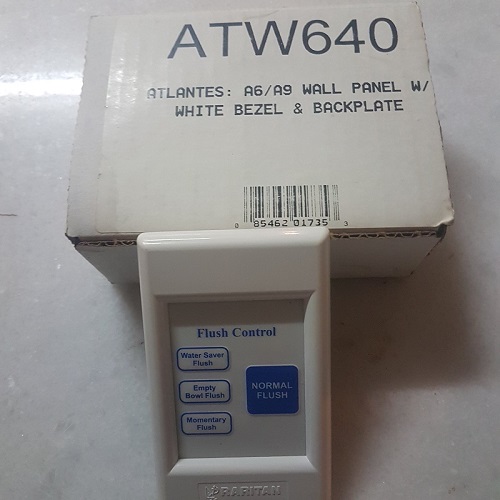 ATW640
ATLANTES: A6/A9 WALL PANEL W/
WHITE BEZEL & BACKPLATE
0 85462 01735 3
Flush Control
Water Saver
Flush
Empty
Bowl Flush
Momentary
Flush
NORMAL
FLUSH
RARITAN